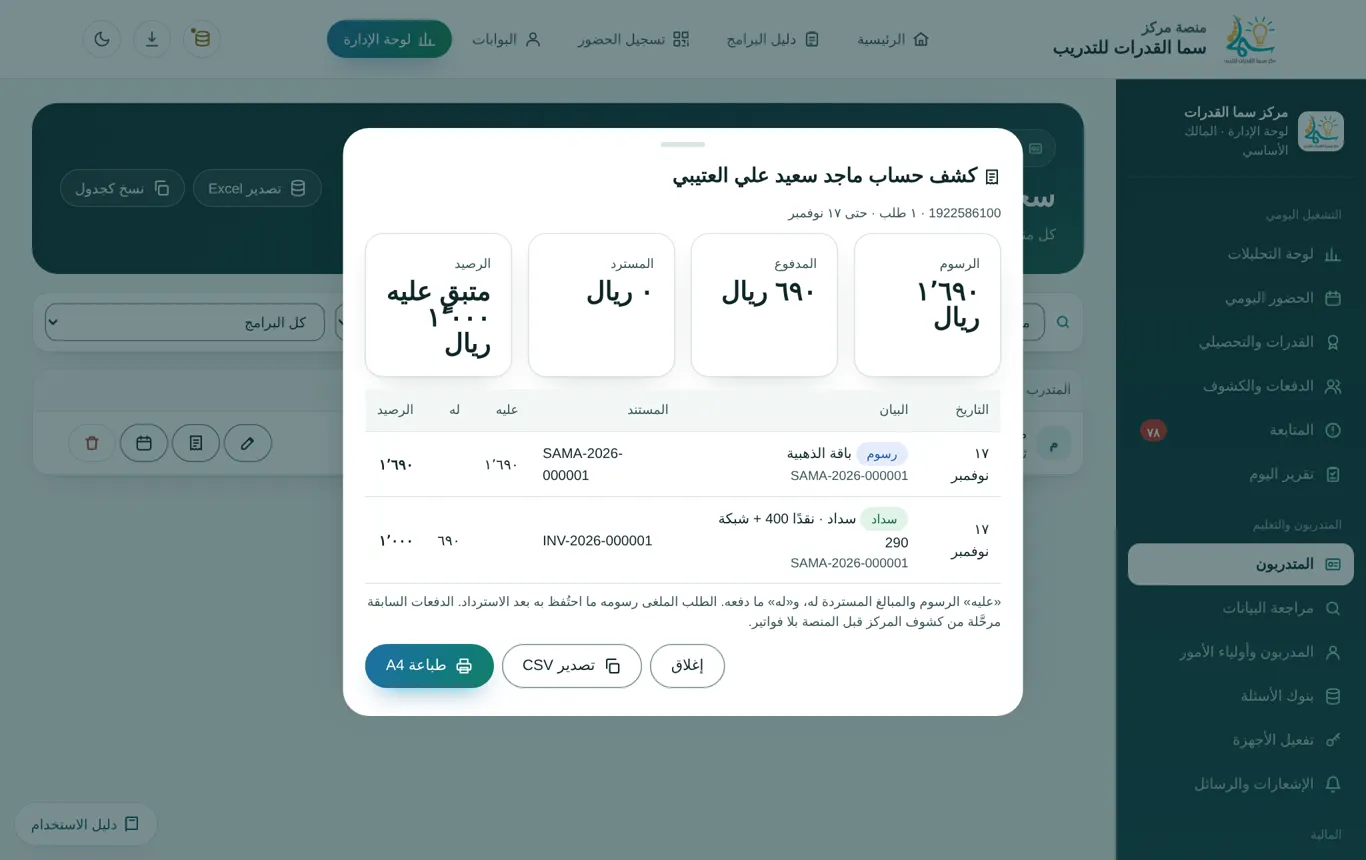 منصة مركز
سما القدرات للتدريب
الرئيسية
دليل البرامج
تسجيل الحضور
البوابات
لوحة الإدارة
مركز سما القدرات
لوحة الإدارة · المالك
الأساسي
التشغيل اليومي
لوحة التحليلات
الحضور اليومي
القدرات والتحصيلي
الدفعات والكشوف
المتابعة
٧٨
تقرير اليوم
المتدربون والتعليم
المتدربون
مراجعة البيانات
المدربون وأولياء الأمور
بنوك الأسئلة
تفعيل الأجهزة
الإشعارات والرسائل
المالية
تصدير Excel
نسخ كجدول
كل البرامج
المتدرب
م
كشف حساب ماجد سعيد علي العتيبي
1922586100 · ١ طلب · حتى ١٧ نوفمبر
الرسوم
١٬٦٩٠
ريال
المدفوع
٦٩٠ ريال
المسترد
٠ ريال
الرصيد
متبقٍ عليه
١٬٠٠٠
ريال
التاريخ البيان المستند عليه له الرصيد
١٧
نوفمبر
رسوم باقة الذهبية
SAMA-2026-000001
SAMA-2026-
000001
١٬٦٩٠
١٬٦٩٠
١٧
نوفمبر
سداد سداد · نقدًا 400 + شبكة
290
SAMA-2026-000001
INV-2026-000001
٦٩٠
١٬٠٠٠
«عليه» الرسوم والمبالغ المستردة له، و«له» ما دفعه. الطلب الملغى رسومه ما احتُفظ به بعد الاسترداد. الدفعات السابقة
مرحَّلة من كشوف المركز قبل المنصة بلا فواتير.
إغلاق
تصدير CSV
طباعة A4
دليل الاستخدام